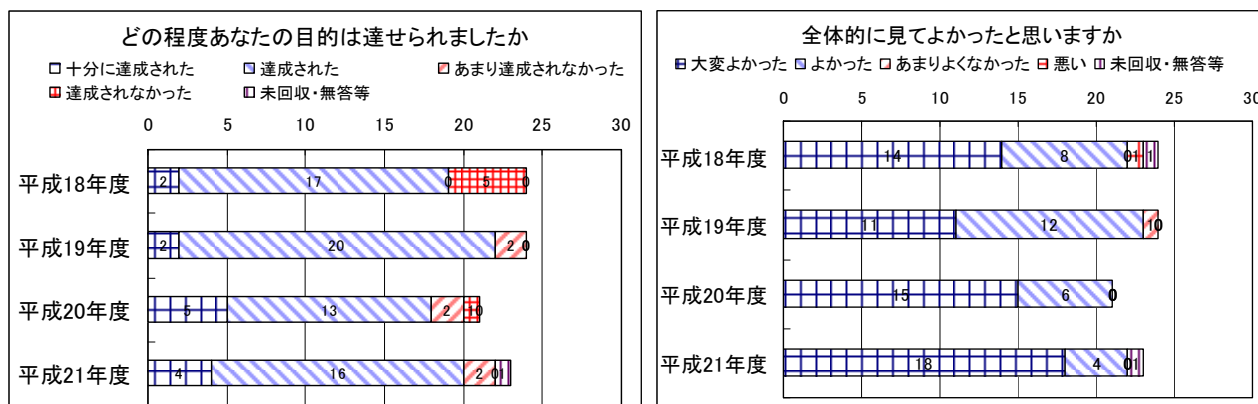 どの程度あなたの目的は達せられましたか
十分に達成された 達成された あまり達成されなかった
達成されなかった 未回収・無答等
0 5 10 15 20 25 30
平成18年度 2 17 0 5 0
平成19年度 2 20 2 0
平成20年度 5 13 2 1 0
平成21年度 4 16 2 0 1
全体的に見てよかったと思いますか
大変よかった よかった あまりよくなかった 悪い 未回収・無答等
0 5 10 15 20 25 30
平成18年度 14 8 0 1 1
平成19年度 11 12 1 0
平成20年度 15 6 0
平成21年度 18 4 0 1